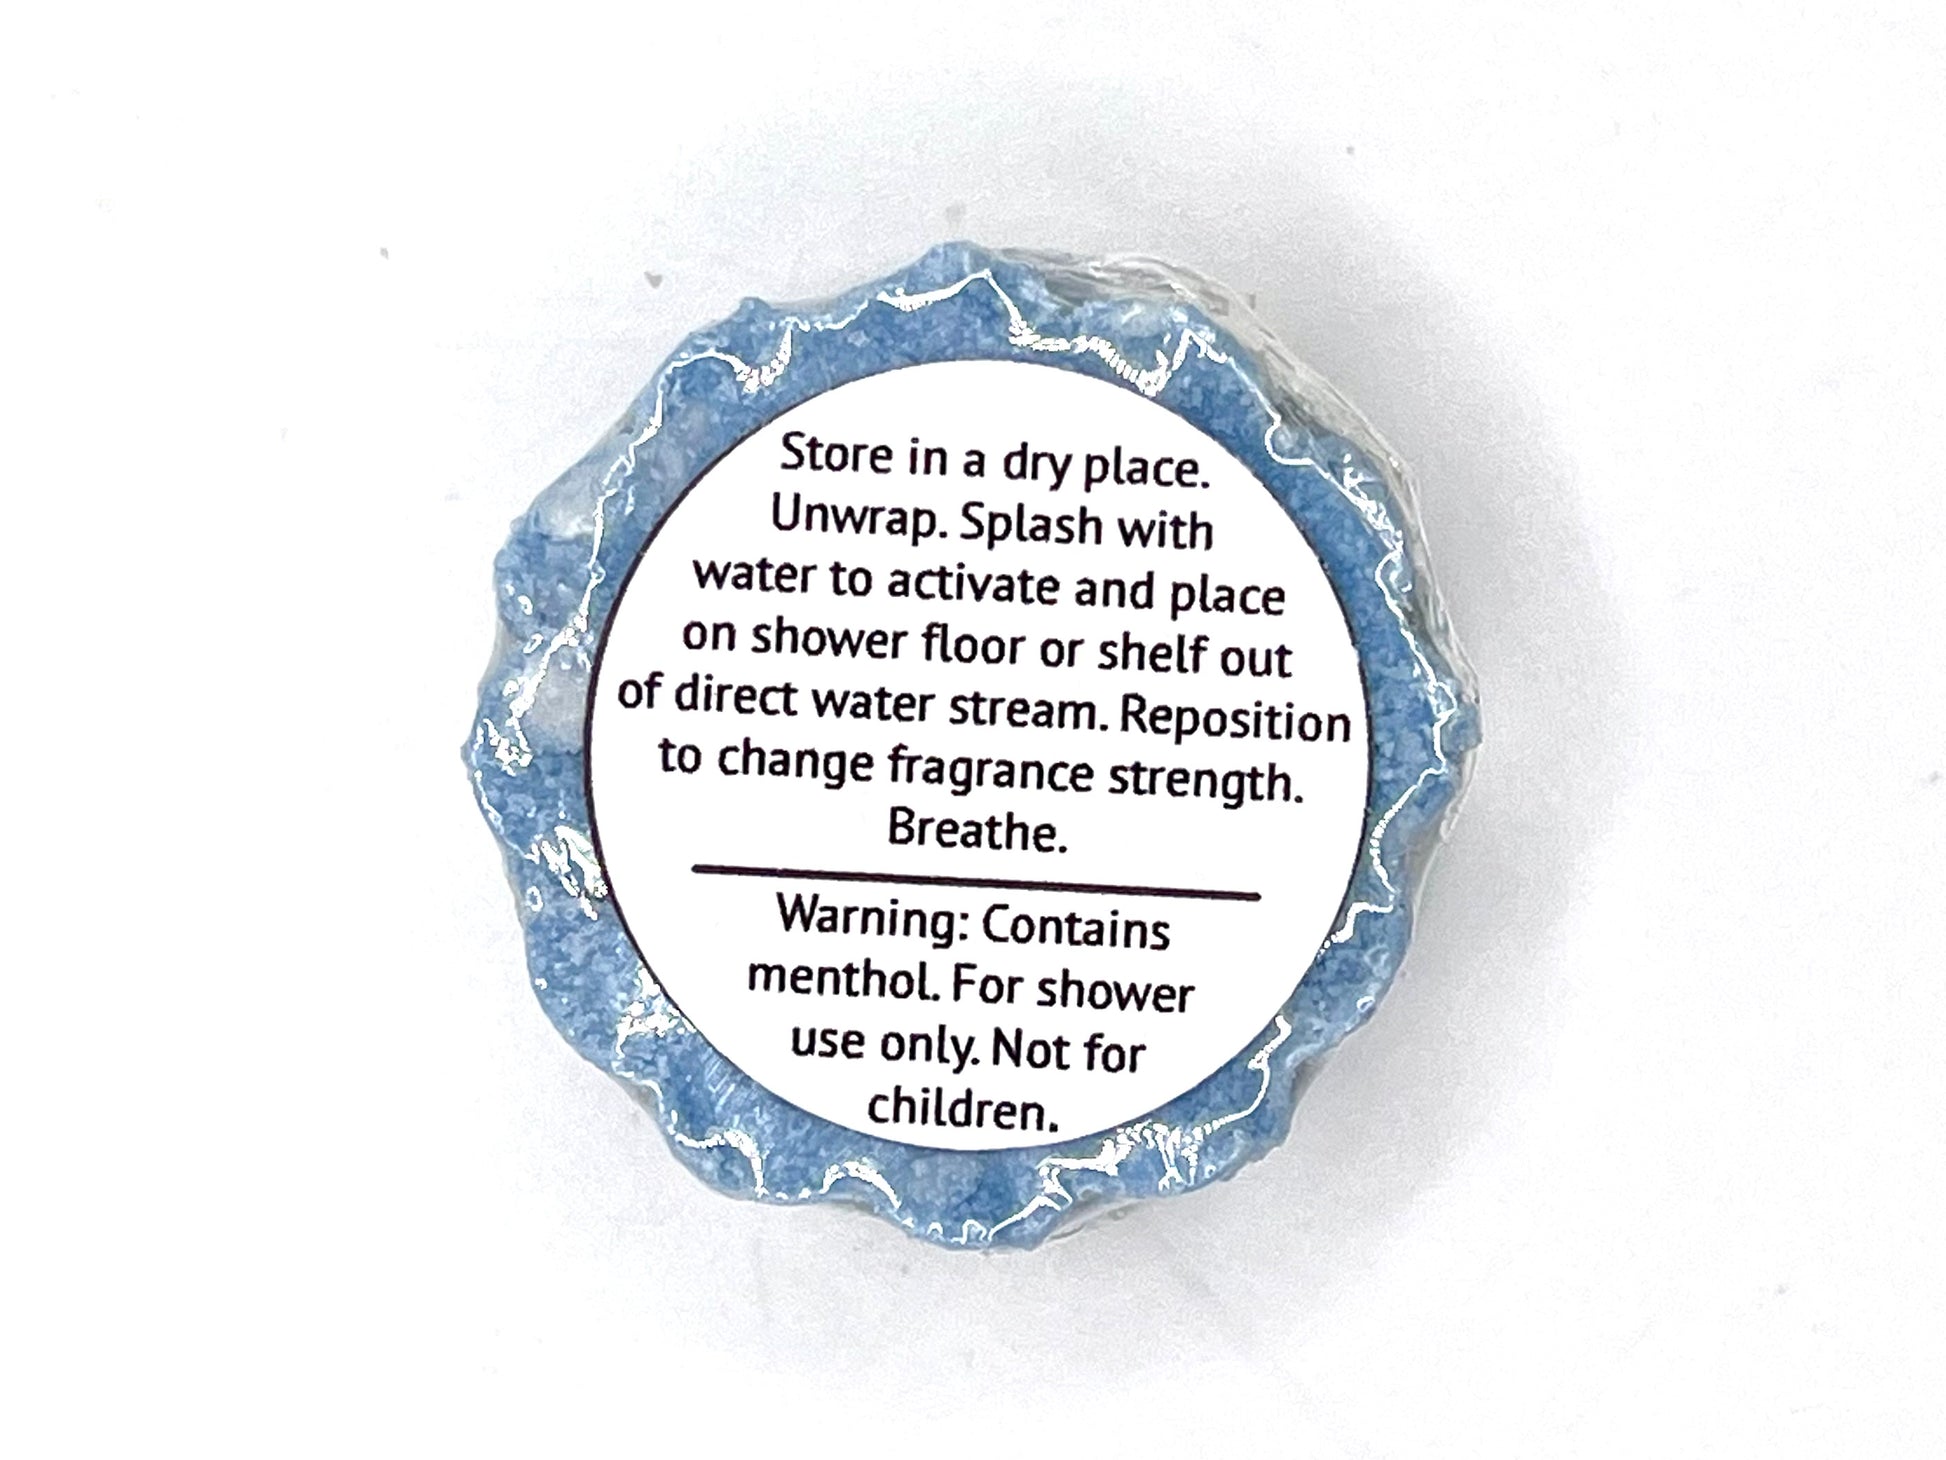 Store in a dry place.
Unwrap. Splash with
water to activate and place
on shower floor or shelf out
of direct water stream. Reposition
to change fragrance strength.
Breathe.
Warning: Contains
menthol. For shower
use only. Not for
children.